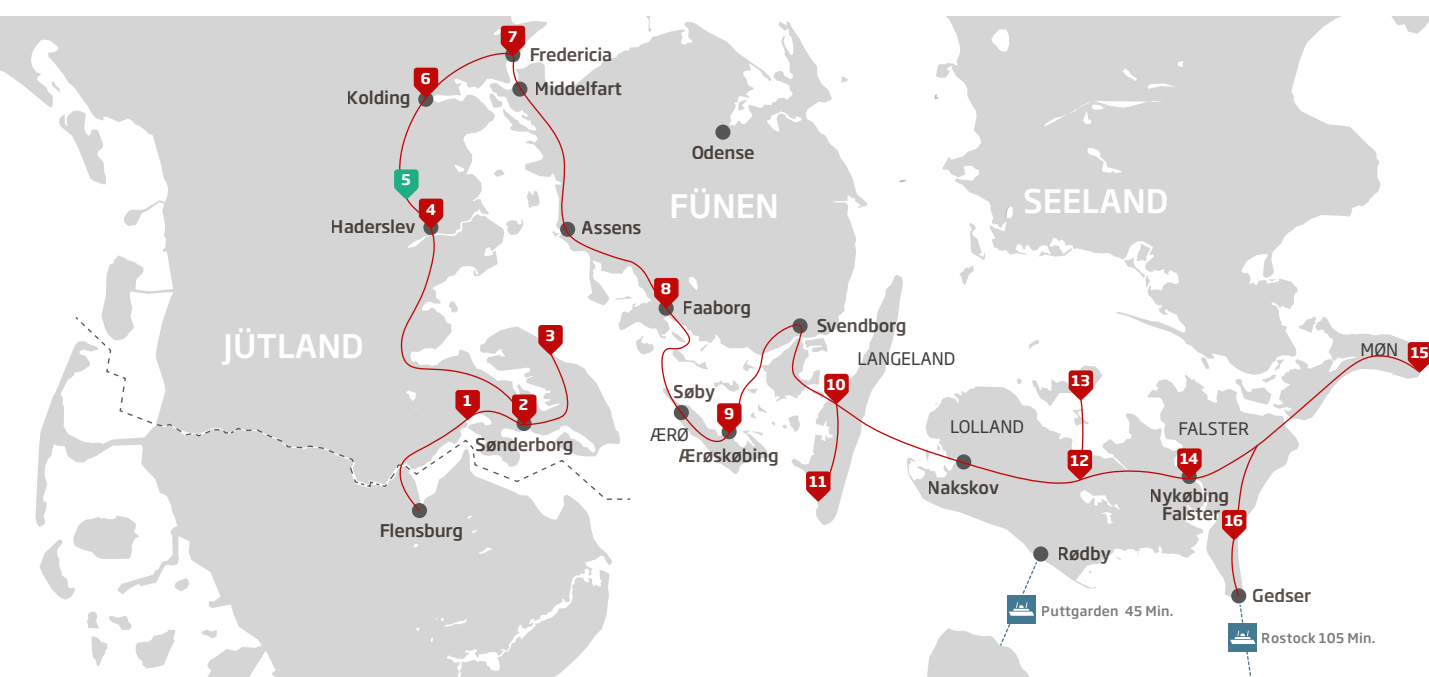 7
Fredericia
6
Kolding
Middelfart
Odense
5
FÜNEN
SEELAND
4
Haderslev
Assens
8
Faaborg
Svendborg
JÜTLAND
3
LANGELAND
MØN
15
10
13
Søby
1
2
9
ÆRØ
Sønderborg
Ærøskøbing
LOLLAND
FALSTER
12
14
11
Nakskov
Nykøbing
Falster
16
Flensburg
Rødby
Gedser
Puttgarden 45 Min.
Rostock 105 Min.